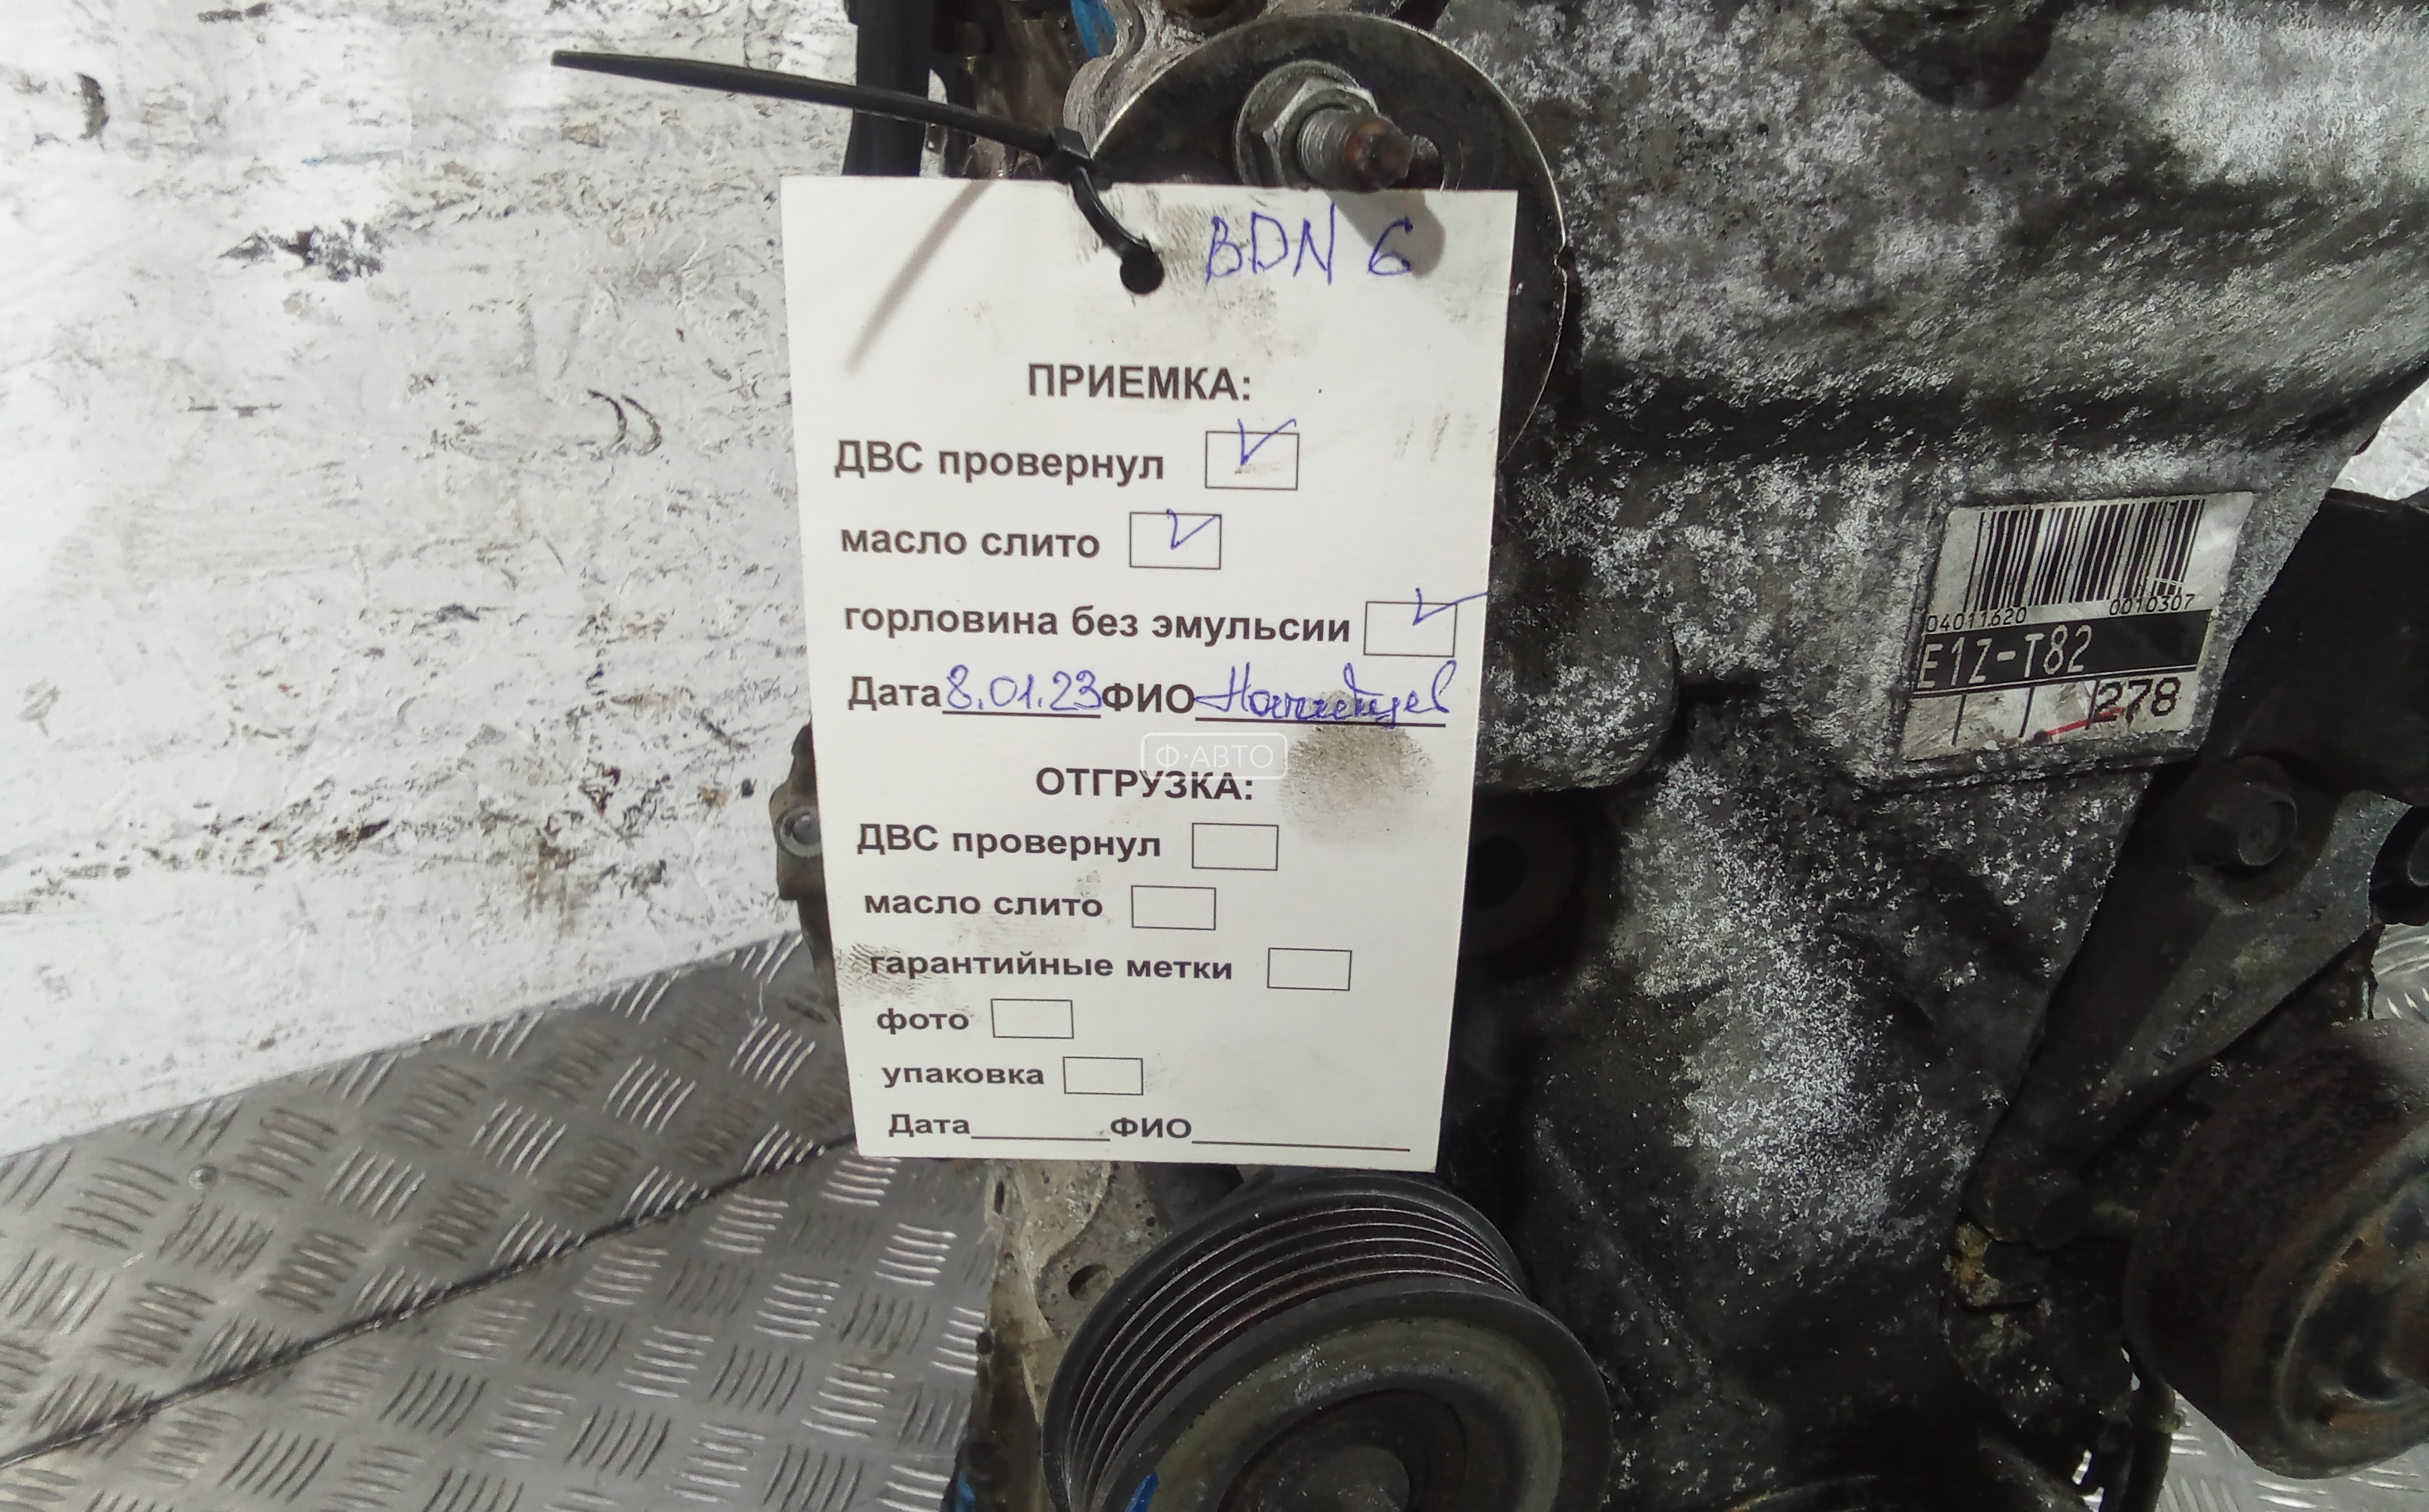 BDN 6
ПРИЕМКА:
ДВС провернул
масло слито
горловина без эмульсии
Дата 8.01.23 ФИО
Ф·АВТО
ОТГРУЗКА:
ДВС провернул
масло слито
гарантийные метки
фото
упаковка
Дата ФИО
04011620 0010307
E1Z-T82
278